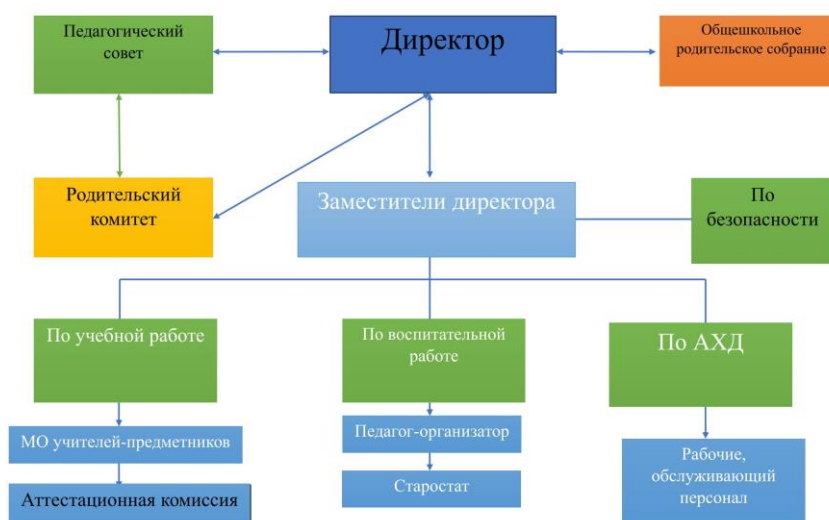 Педагогический
совет
Директор
Общешкольное
родительское собрание
Родительский
комитет
Заместители директора
По
безопасности
По учебной работе
По воспитательной
работе
По АХД
МО учителей-предметников
Педагог-организатор
Рабочие,
обслуживающий
персонал
Аттестационная комиссия
Старостат